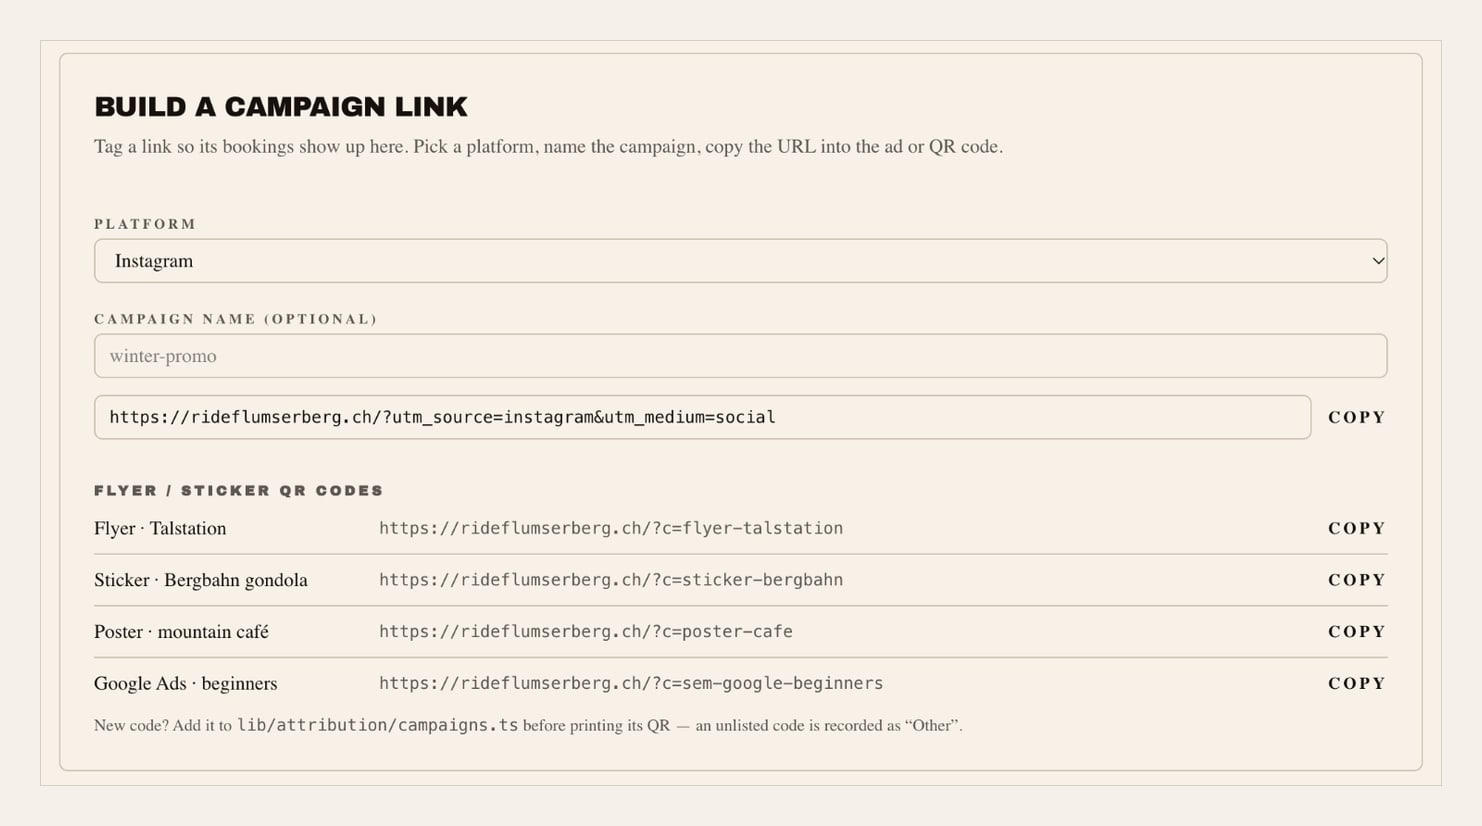 BUILD A CAMPAIGN LINK
Tag a link so its bookings show up here. Pick a platform, name the campaign, copy the URL into the ad or QR code.
PLATFORM
Instagram
CAMPAIGN NAME (OPTIONAL)
winter-promo
https://rideflumserberg.ch/?utm_source=instagram&utm_medium=social COPY
FLYER / STICKER QR CODES
Flyer · Talstation https://rideflumserberg.ch/?c=flyer-talstation COPY
Sticker · Bergbahn gondola https://rideflumserberg.ch/?c=sticker-bergbahn COPY
Poster · mountain café https://rideflumserberg.ch/?c=poster-cafe COPY
Google Ads · beginners https://rideflumserberg.ch/?c=sem-google-beginners COPY
New code? Add it to lib/attribution/campaigns.ts before printing its QR — an unlisted code is recorded as “Other”.